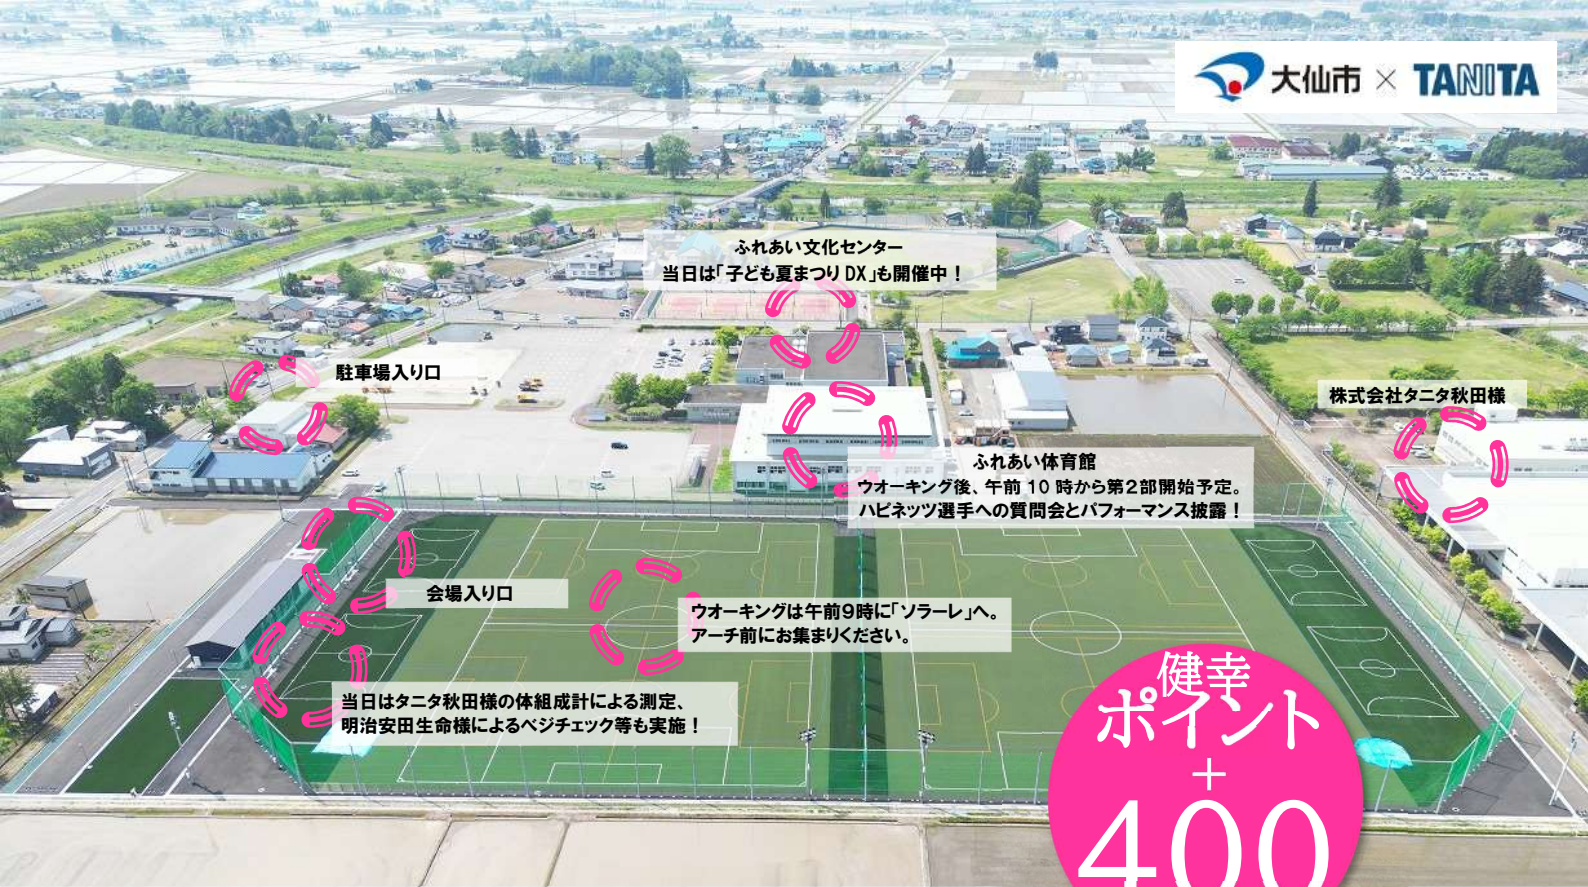 大仙市 × TANITA
ふれあい文化センター
当日は「子ども夏まつりDX」も開催中！
駐車場入り口
株式会社タニタ秋田様
ふれあい体育館
ウオーキング後、午前10時から第2部開始予定。
ハピネッツ選手への質問会とパフォーマンス披露！
会場入り口
ウオーキングは午前9時に「ソラーレ」へ。
アーチ前にお集まりください。
当日はタニタ秋田様の体組成計による測定、
明治安田生命様によるベジチェック等も実施！
健幸
ポイント
＋
400